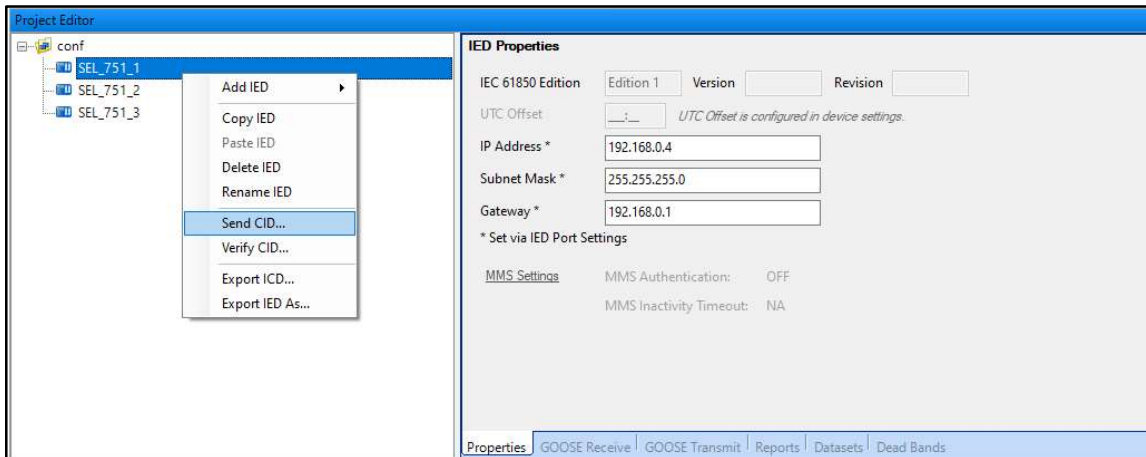 Project Editor
conf
SEL_751_1
SEL_751_2
SEL_751_3
Add IED
Copy IED
Paste IED
Delete IED
Rename IED
Send CID...
Verify CID...
Export ICD...
Export IED As...
IED Properties
IEC 61850 Edition Edition 1 Version Revision
UTC Offset __:__ UTC Offset is configured in device settings.
IP Address * 192.168.0.4
Subnet Mask * 255.255.255.0
Gateway * 192.168.0.1
* Set via IED Port Settings
MMS Settings MMS Authentication: OFF
MMS Inactivity Timeout: NA
Properties GOOSE Receive GOOSE Transmit Reports Datasets Dead Bands